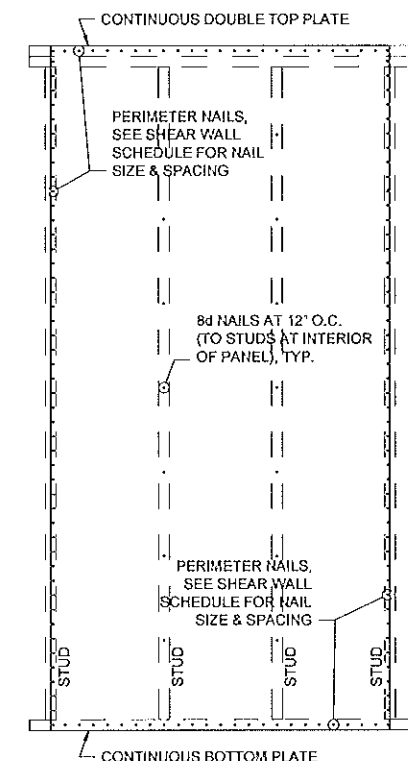 CONTINUOUS DOUBLE TOP PLATE
PERIMETER NAILS,
SEE SHEAR WALL
SCHEDULE FOR NAIL
SIZE & SPACING
8d NAILS AT 12" O.C.
(TO STUDS AT INTERIOR
OF PANEL), TYP.
PERIMETER NAILS,
SEE SHEAR WALL
SCHEDULE FOR NAIL
SIZE & SPACING
STUD
STUD
STUD
STUD
CONTINUOUS BOTTOM PLATE